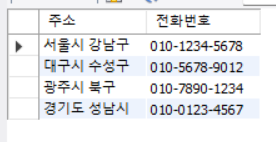 주소 전화번호
서울시 강남구 010-1234-5678
대구시 수성구 010-5678-9012
광주시 북구 010-7890-1234
경기도 성남시 010-0123-4567